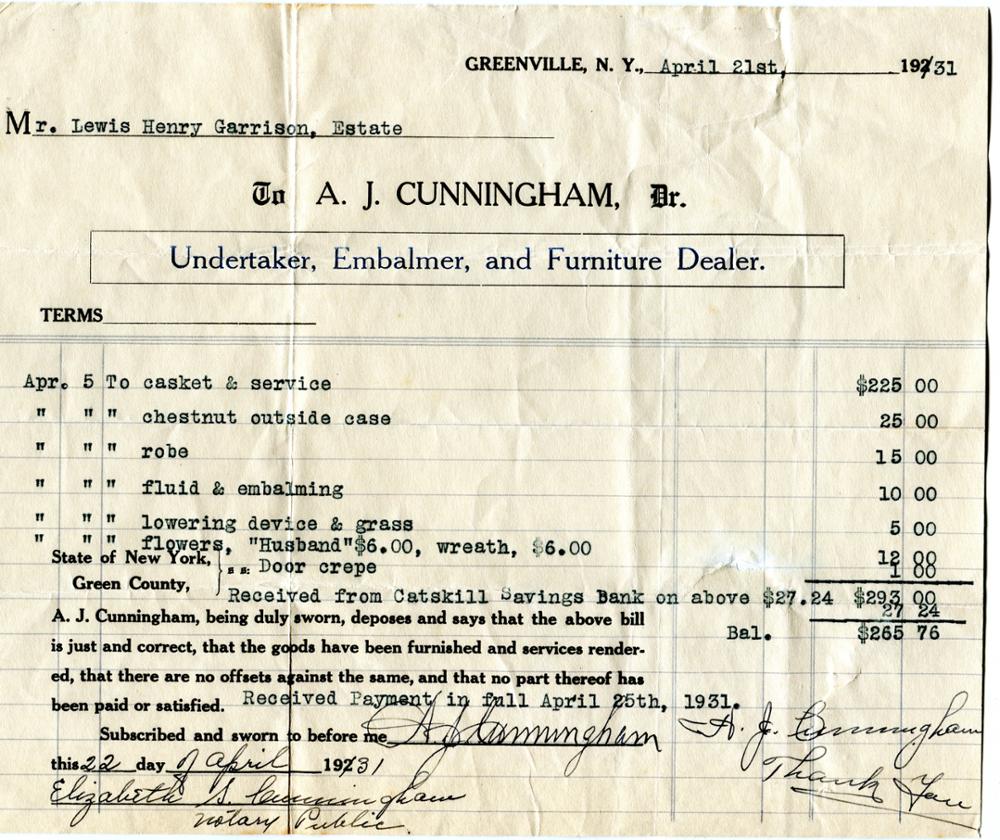 GREENVILLE, N. Y., April 21st, 192/31
Mr. Lewis Henry Garrison, Estate
To A. J. CUNNINGHAM, Dr.
Undertaker, Embalmer, and Furniture Dealer.
TERMS
Apr. 5 To casket & service $225 00
" " " chestnut outside case 25 00
" " " robe 15 00
" " " fluid & embalming 10 00
" " " lowering device & grass 5 00
" " " flowers, "Husband"$6.00, wreath, $6.00 12 00
State of New York,
Green County, } s s: Door crepe 1 00
Received from Catskill Savings Bank on above $27.24 $293 00
27 24
Bal. $265 76
A. J. Cunningham, being duly sworn, deposes and says that the above bill
is just and correct, that the goods have been furnished and services render-
ed, that there are no offsets against the same, and that no part thereof has
been paid or satisfied. Received Payment in full April 25th, 1931.
Subscribed and sworn to before me A J Cunningham A. J. Cunningham
this 22 day of April 192/31 Thank You
Elizabeth S. Cunningham
Notary Public.